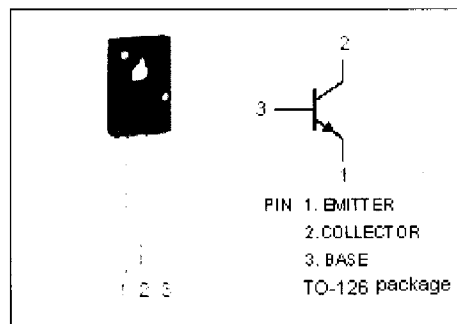 2
3
1
PIN 1. EMITTER
2.COLLECTOR
3. BASE
TO-126 package
1 2 3